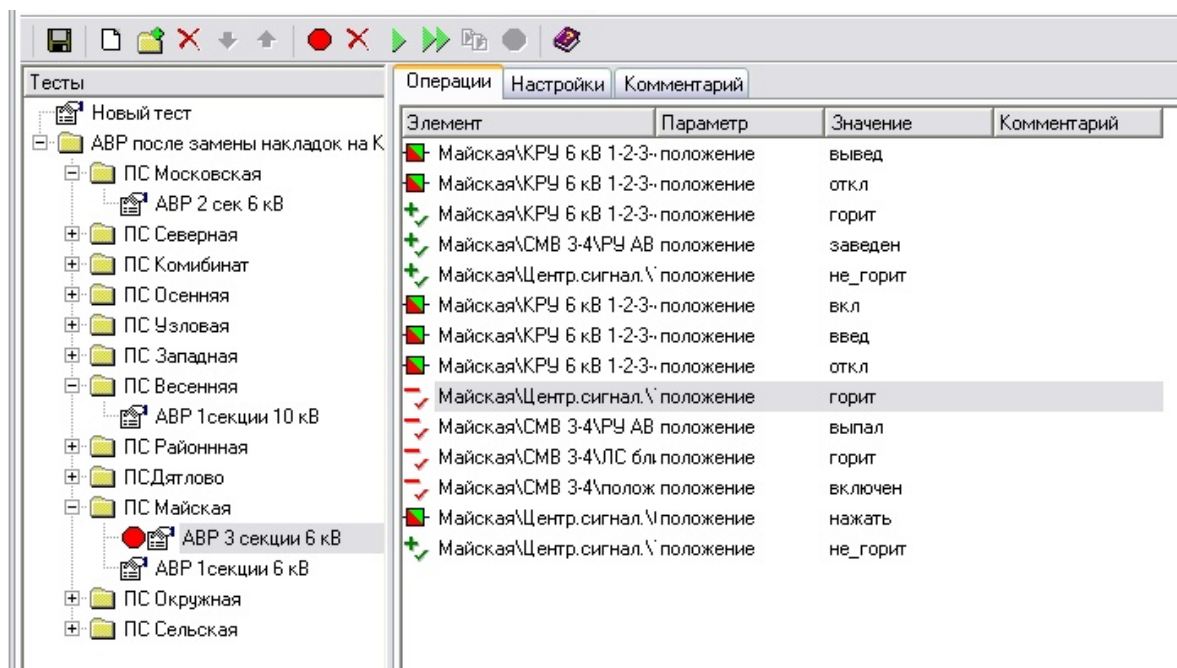 Тесты
Новый тест
АВР после замены накладок на К
ПС Московская
АВР 2 сек 6 кВ
ПС Северная
ПС Комибинат
ПС Осенняя
ПС Узловая
ПС Западная
ПС Весенняя
АВР 1секции 10 кВ
ПС Районнная
ПСДятлово
ПС Майская
АВР 3 секции 6 кВ
АВР 1секции 6 кВ
ПС Окружная
ПС Сельская
Операции Настройки Комментарий
Элемент Параметр Значение Комментарий
Майская\КРУ 6 кВ 1-2-3- положение вывед
Майская\КРУ 6 кВ 1-2-3- положение откл
Майская\КРУ 6 кВ 1-2-3- положение горит
Майская\СМВ 3-4\РУ АВ положение заведен
Майская\Центр.сигнал.\ положение не_горит
Майская\КРУ 6 кВ 1-2-3- положение вкл
Майская\КРУ 6 кВ 1-2-3- положение введ
Майская\КРУ 6 кВ 1-2-3- положение откл
Майская\Центр.сигнал.\ положение горит
Майская\СМВ 3-4\РУ АВ положение выпал
Майская\СМВ 3-4\ЛС бли положение горит
Майская\СМВ 3-4\полож положение включен
Майская\Центр.сигнал.\ положение нажать
Майская\Центр.сигнал.\ положение не_горит